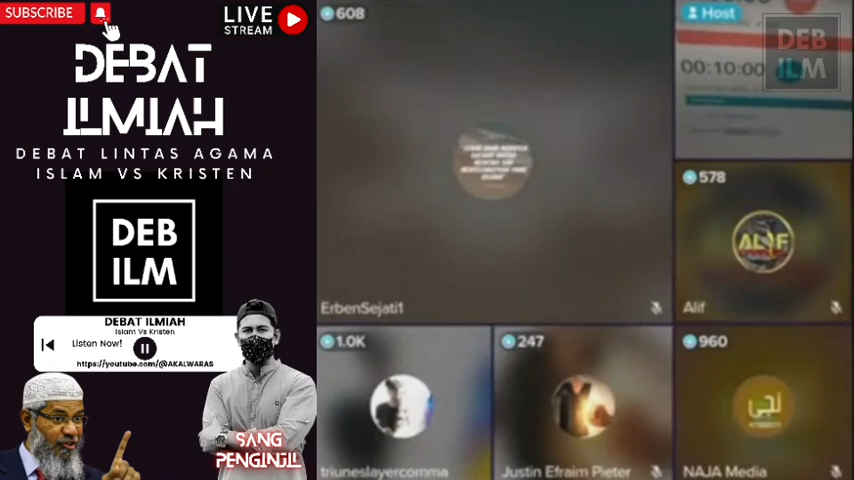 SUBSCRIBE
LIVE
STREAM
DEBAT
ILMIAH
DEBAT LINTAS AGAMA
ISLAM VS KRISTEN
DEB
ILM
DEBAT ILMIAH
Islam Vs Kristen
Listen Now!
https://youtube.com/@AKALWARAS
SANG
PENGINJIL
608
ErbenSejati1
Host
DEB
ILM
00:10:00
578
ALIF
Alif
1.0K
triuneslayercomma
247
Justin Efraim Pieter
960
NAJA Media